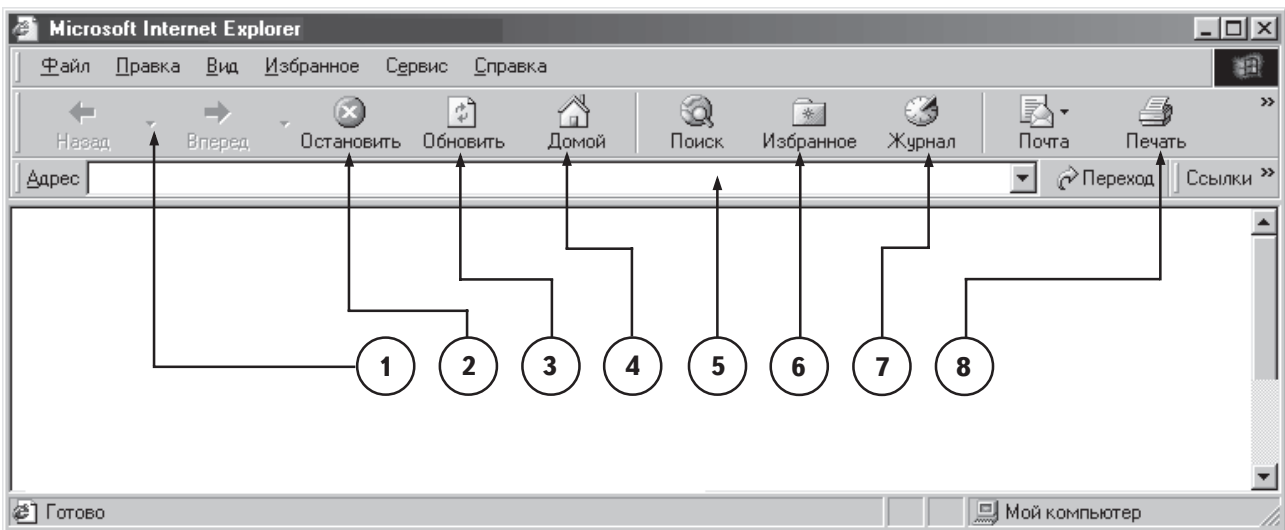 Microsoft Internet Explorer
Файл Правка Вид Избранное Сервис Справка
Назад Вперед Остановить Обновить Домой Поиск Избранное Журнал Почта Печать »
Адрес Переход Ссылки »
1 2 3 4 5 6 7 8
Готово Мой компьютер